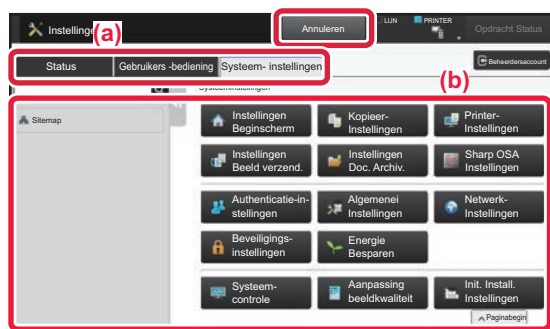 Instellinge
(a)
Annuleren
LIJN
PRINTER
Opdracht Status
Status
Gebruikers -bediening
Systeem- instellingen
Beheerdersaccount
(b)
Systeeminstellingen
Sitemap
Instellingen
Beginscherm
Kopieer-
Instellingen
Printer-
Instellingen
Instellingen
Beeld verzend.
Instellingen
Doc. Archiv.
Sharp OSA
Instellingen
Authenticatie-in-
stellingen
Algemenei
Instellingen
Netwerk-
Instellingen
Beveiligings-
instellingen
Energie
Besparen
Systeem-
controle
Aanpassing
beeldkwaliteit
Init. Install.
Instellingen
Paginabegin